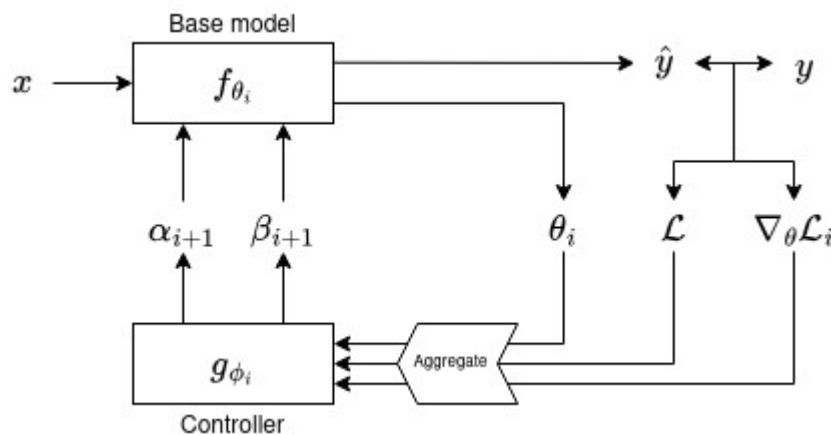 Base model
x
f_{θ_i}
ŷ
y
α_{i+1}
β_{i+1}
θ_i
ℒ
∇_θℒ_i
g_{ϕ_i}
Aggregate
Controller